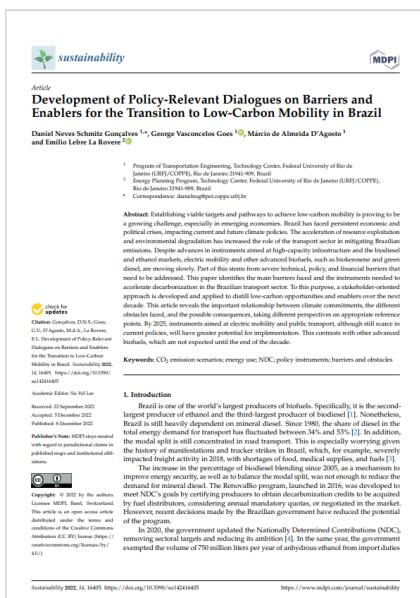 sustainability
MDPI
Article
Development of Policy-Relevant Dialogues on Barriers and
Enablers for the Transition to Low-Carbon Mobility in Brazil
Daniel Neves Schmitz Gonçalves 1,*, George Vasconcelos Goes 1, Márcio de Almeida D'Agosto 1
and Emilio Lebre La Rovere 2
1 Program of Transportation Engineering, Technology Center, Federal University of Rio de
Janeiro (URFJ/COPPE), Rio de Janeiro 21941-909, Brazil
2 Energy Planning Program, Technology Center, Federal University of Rio de Janeiro (URFJ/COPPE),
Rio de Janeiro 21941-909, Brazil
* Correspondence: danielnsg@pet.coppe.ufrj.br
Abstract: Establishing viable targets and pathways to achieve low-carbon mobility is proving to be
a growing challenge, especially in emerging economies. Brazil has faced persistent economic and
political crises, impacting current and future climate policies. The acceleration of resource exploitation
and environmental degradation has increased the role of the transport sector in mitigating Brazilian
emissions. Despite advances in instruments aimed at high-capacity infrastructure and the biodiesel
and ethanol markets, electric mobility and other advanced biofuels, such as biokerosene and green
diesel, are moving slowly. Part of this stems from severe technical, policy, and financial barriers that
need to be addressed. This paper identifies the main barriers faced and the instruments needed to
accelerate decarbonization in the Brazilian transport sector. To this purpose, a stakeholder-oriented
approach is developed and applied to distill low-carbon opportunities and enablers over the next
decade. This article reveals the important relationship between climate commitments, the different
obstacles faced, and the possible consequences, taking different perspectives on appropriate reference
points. By 2025, instruments aimed at electric mobility and public transport, although still scarce in
current policies, will have greater potential for implementation. This contrasts with other advanced
biofuels, which are not expected until the end of the decade.
Keywords: CO2 emission scenarios; energy use; NDC; policy instruments; barriers and obstacles
check for
updates
Citation: Gonçalves, D.N.S.; Goes,
G.V.; D'Agosto, M.d.A.; La Rovere,
E.L. Development of Policy-Relevant
Dialogues on Barriers and Enablers
for the Transition to Low-Carbon
Mobility in Brazil. Sustainability 2022,
14, 16405. https://doi.org/10.3390/
su142416405
Academic Editor: Su-Yol Lee
Received: 22 September 2022
Accepted: 5 December 2022
Published: 8 December 2022
Publisher's Note: MDPI stays neutral
with regard to jurisdictional claims in
published maps and institutional affil-
iations.
Copyright: © 2022 by the authors.
Licensee MDPI, Basel, Switzerland.
This article is an open access article
distributed under the terms and
conditions of the Creative Commons
Attribution (CC BY) license (https://
creativecommons.org/licenses/by/
4.0/).
1. Introduction
Brazil is one of the world's largest producers of biofuels. Specifically, it is the second-
largest producer of ethanol and the third-largest producer of biodiesel [1]. Nonetheless,
Brazil is still heavily dependent on mineral diesel. Since 1980, the share of diesel in the
total energy demand for transport has fluctuated between 34% and 53% [2]. In addition,
the modal split is still concentrated in road transport. This is especially worrying given
the history of manifestations and trucker strikes in Brazil, which, for example, severely
impacted freight activity in 2018, with shortages of food, medical supplies, and fuels [3].
The increase in the percentage of biodiesel blending since 2005, as a mechanism to
improve energy security, as well as to balance the modal split, was not enough to reduce the
demand for mineral diesel. The RenovaBio program, launched in 2016, was developed to
meet NDC's goals by certifying producers to obtain decarbonization credits to be acquired
by fuel distributors, considering annual mandatory quotas, or negotiated in the market.
However, recent decisions made by the Brazilian government have reduced the potential
of the program.
In 2020, the government updated the Nationally Determined Contributions (NDC),
removing sectoral targets and reducing its ambition [4]. In the same year, the government
exempted the volume of 750 million liters per year of anhydrous ethanol from import duties
Sustainability 2022, 14, 16405. https://doi.org/10.3390/su142416405
https://www.mdpi.com/journal/sustainability